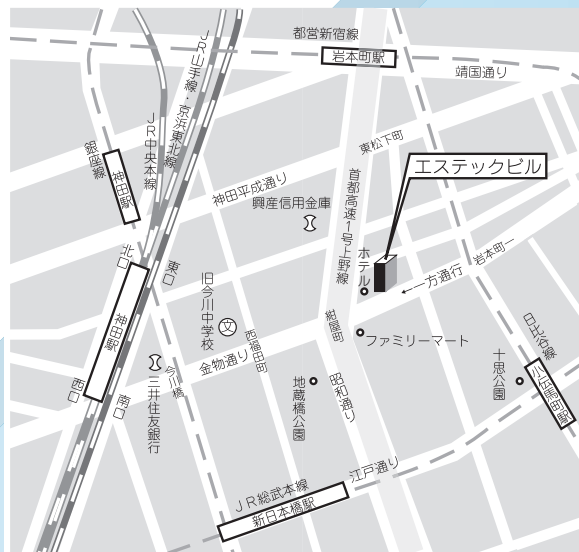 都営新宿線
岩本町駅
靖国通り
JR山手線・京浜東北線
JR中央本線
銀座線
神田駅
東松下町
エステックビル
神田平成通り
首都高速1号上野線
興産信用金庫
ホテル
一方通行
岩本町一
北口
東口
神田駅
旧今川中学校
文
紺屋町
ファミリーマート
西福田町
金物通り
日比谷線
小伝馬町駅
十思公園
西口
南口
三井住友銀行
今川橋
地蔵橋公園
昭和通り
江戸通り
JR総武本線
新日本橋駅